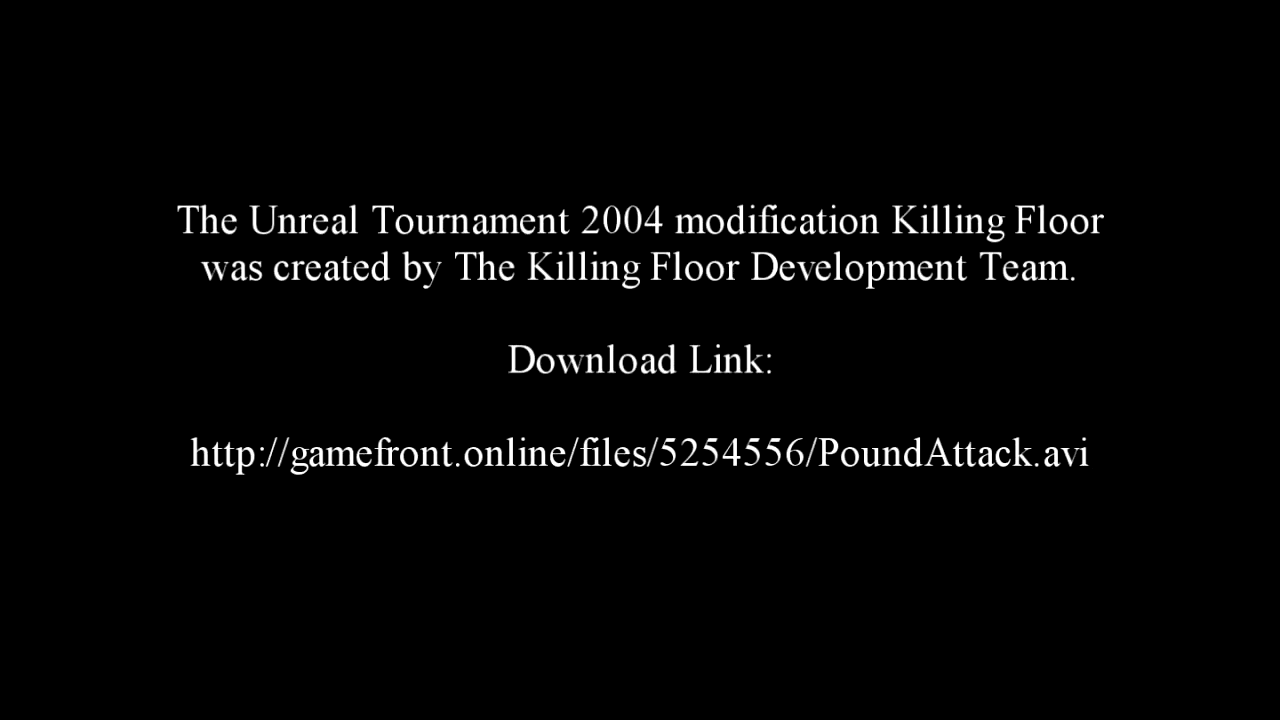 The Unreal Tournament 2004 modification Killing Floor
was created by The Killing Floor Development Team.
Download Link:
http://gamefront.online/files/5254556/PoundAttack.avi